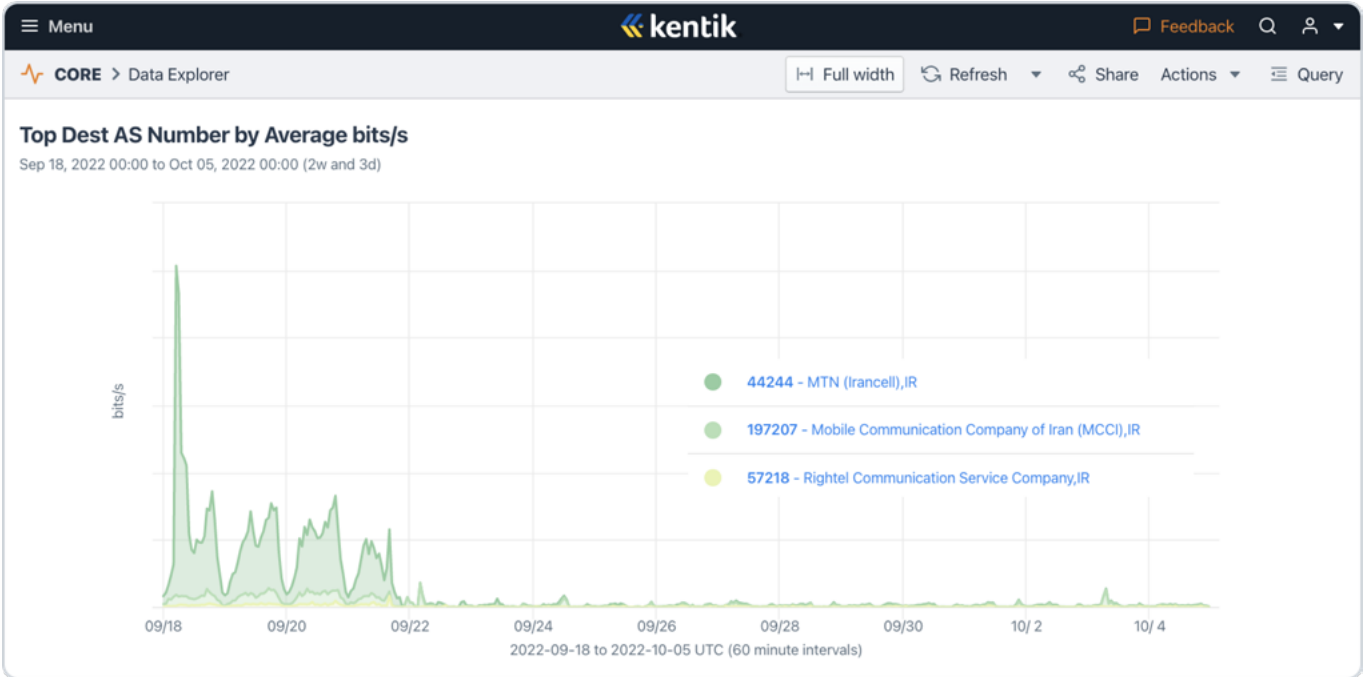 Menu
kentik
Feedback
CORE > Data Explorer
Full width
Refresh
Share
Actions
Query
Top Dest AS Number by Average bits/s
Sep 18, 2022 00:00 to Oct 05, 2022 00:00 (2w and 3d)
bits/s
44244 - MTN (Irancell),IR
197207 - Mobile Communication Company of Iran (MCCI),IR
57218 - Rightel Communication Service Company,IR
09/18 09/20 09/22 09/24 09/26 09/28 09/30 10/ 2 10/ 4
2022-09-18 to 2022-10-05 UTC (60 minute intervals)